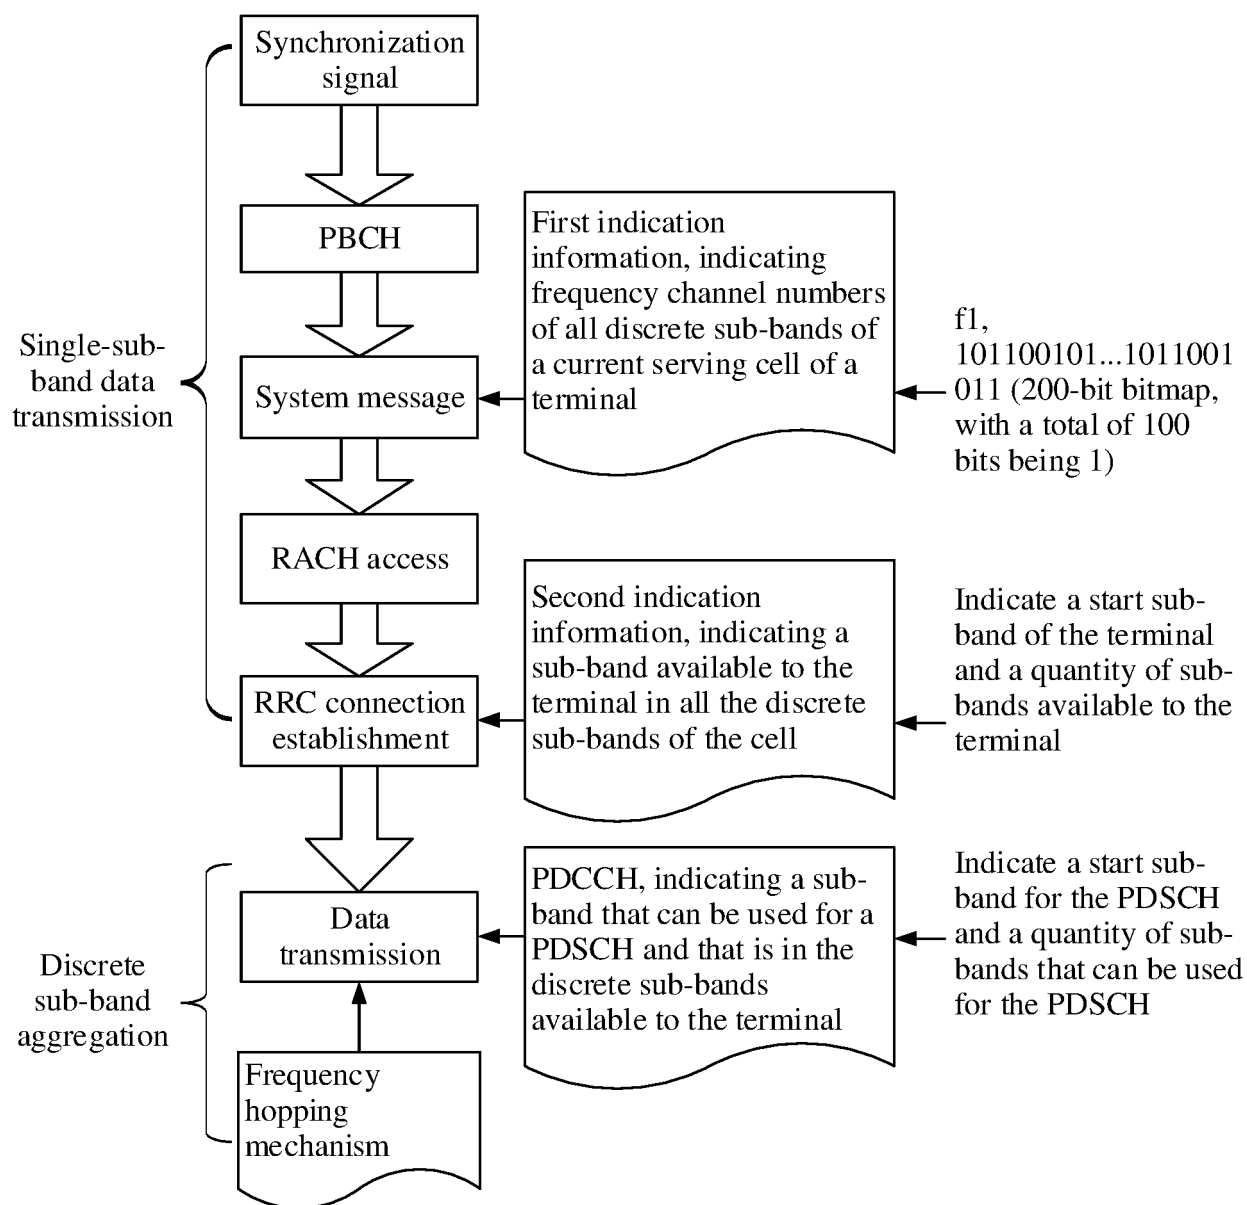 Synchronization
signal
PBCH
First indication
information, indicating
frequency channel numbers
of all discrete sub-bands of
a current serving cell of a
terminal
f1,
101100101...1011001
011 (200-bit bitmap,
with a total of 100
bits being 1)
Single-sub-
band data
transmission
System message
RACH access
Second indication
information, indicating a
sub-band available to the
terminal in all the discrete
sub-bands of the cell
Indicate a start sub-
band of the terminal
and a quantity of sub-
bands available to the
terminal
RRC connection
establishment
Data
transmission
PDCCH, indicating a sub-
band that can be used for a
PDSCH and that is in the
discrete sub-bands
available to the terminal
Indicate a start sub-
band for the PDSCH
and a quantity of sub-
bands that can be used
for the PDSCH
Discrete
sub-band
aggregation
Frequency
hopping
mechanism